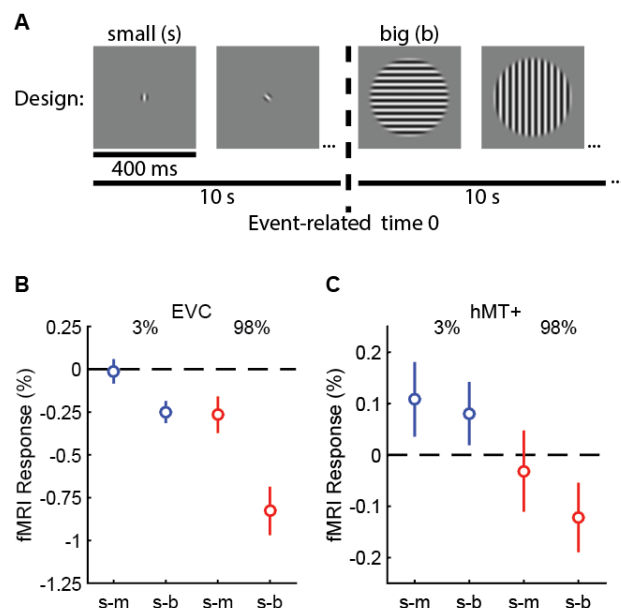 A
small (s) big (b)
Design:
... ...
400 ms
10 s 10 s ...
Event-related time 0
B
EVC
3% 98%
fMRI Response (%)
0.25
0
-0.25
-0.5
-0.75
-1
-1.25
s-m s-b s-m s-b
C
hMT+
3% 98%
fMRI Response (%)
0.2
0.1
0
-0.1
-0.2
s-m s-b s-m s-b